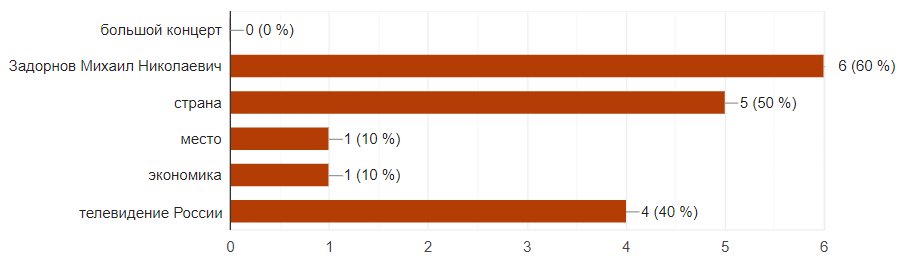 большой концерт 0 (0 %)
Задорнов Михаил Николаевич 6 (60 %)
страна 5 (50 %)
место 1 (10 %)
экономика 1 (10 %)
телевидение России 4 (40 %)
0 1 2 3 4 5 6